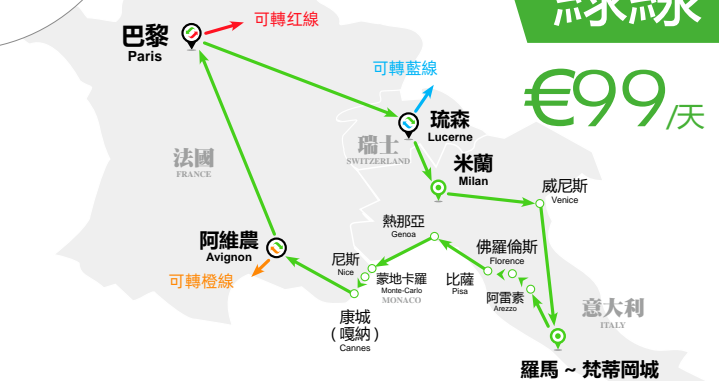 綠線
€99/天
巴黎
Paris
可轉红線
可轉藍線
琉森
Lucerne
瑞士
SWITZERLAND
法國
FRANCE
米蘭
Milan
威尼斯
Venice
熱那亞
Genoa
阿維農
Avignon
佛羅倫斯
Florence
尼斯
Nice
蒙地卡羅
Monte-Carlo
MONACO
比薩
Pisa
可轉橙線
阿雷素
Arezzo
意大利
ITALY
康城
(嘎納)
Cannes
羅馬 ~ 梵蒂岡城